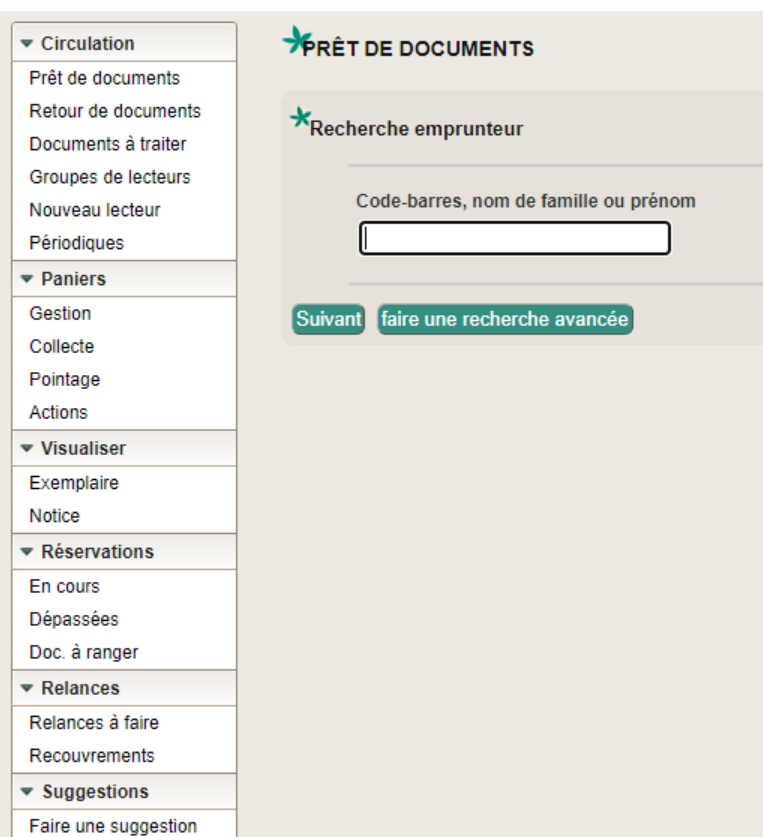 Circulation
Prêt de documents
Retour de documents
Documents à traiter
Groupes de lecteurs
Nouveau lecteur
Périodiques
Paniers
Gestion
Collecte
Pointage
Actions
Visualiser
Exemplaire
Notice
Réservations
En cours
Dépassées
Doc. à ranger
Relances
Relances à faire
Recouvrements
Suggestions
Faire une suggestion
PRÊT DE DOCUMENTS
Recherche emprunteur
Code-barres, nom de famille ou prénom
Suivant faire une recherche avancée